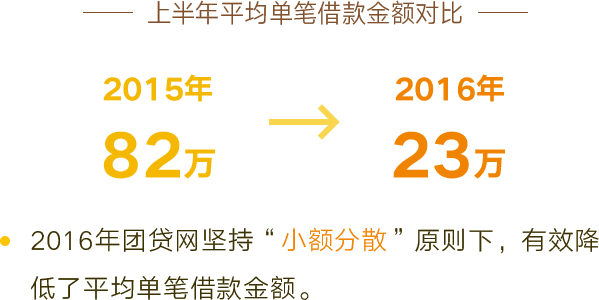 上半年平均单笔借款金额对比
2015年 → 2016年
82万 23万
2016年团贷网坚持“小额分散”原则下，有效降
低了平均单笔借款金额。